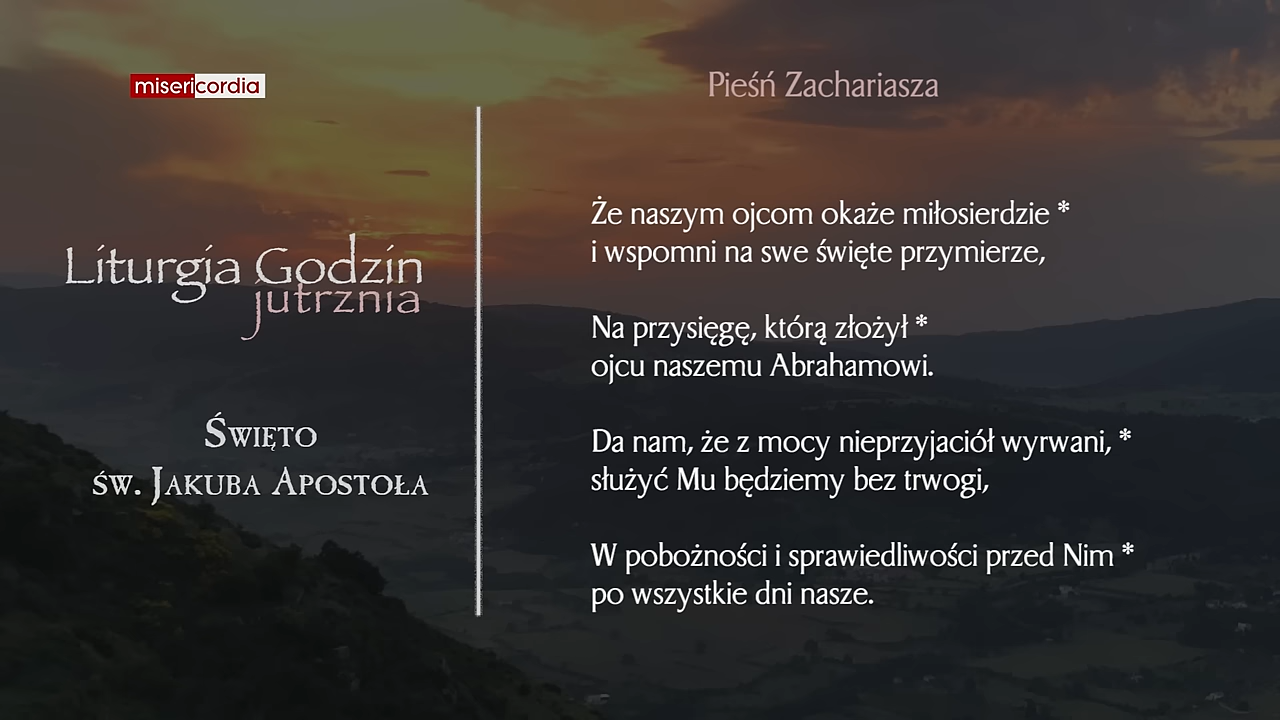 misericordia
Liturgia Godzin
jutrznia
Święto
św. Jakuba Apostoła
Pieśń Zachariasza
Że naszym ojcom okaże miłosierdzie *
i wspomni na swe święte przymierze,
Na przysięgę, którą złożył *
ojcu naszemu Abrahamowi.
Da nam, że z mocy nieprzyjaciół wyrwani, *
służyć Mu będziemy bez trwogi,
W pobożności i sprawiedliwości przed Nim *
po wszystkie dni nasze.